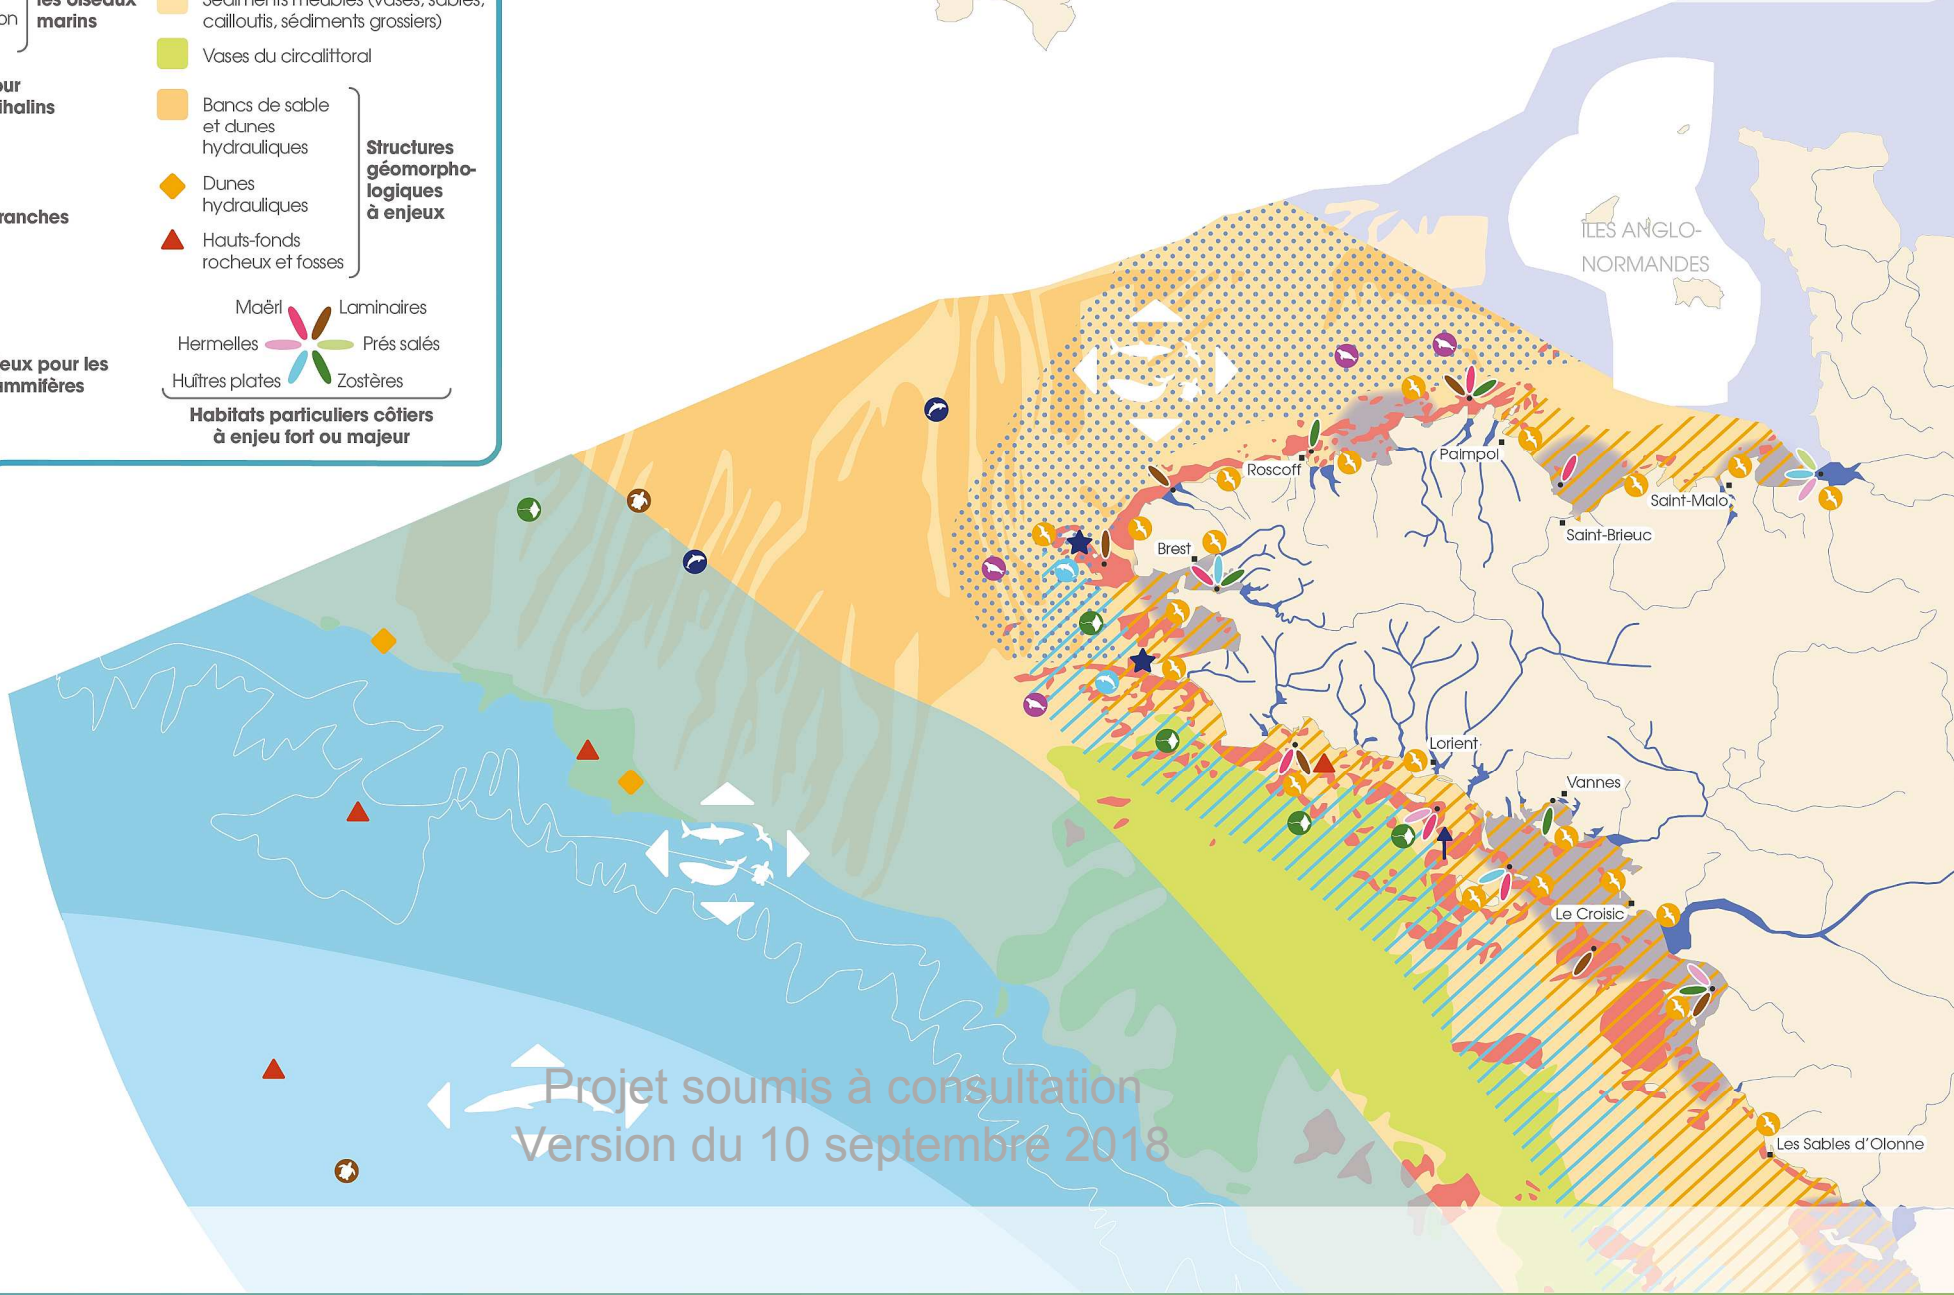 les oiseaux
on
marins
our
ihalins
ranches
eux pour les
ammifères
Sédiments meubles (vases, sables,
cailloutis, sédiments grossiers)
Vases du circalittoral
Bancs de sable
et dunes
hydrauliques
Dunes
hydrauliques
Hauts-fonds
rocheux et fosses
Structures
géomorpho-
logiques
à enjeux
Maërl
Laminaires
Hermelles
Prés salés
Huîtres plates
Zostères
Habitats particuliers côtiers
à enjeu fort ou majeur
ÎLES ANGLO-
NORMANDES
Paimpol
Roscoff
Saint-Malo
Saint-Brieuc
Brest
Lorient
Vannes
Le Croisic
Les Sables d'Olonne
Projet soumis à consultation
Version du 10 septembre 2018